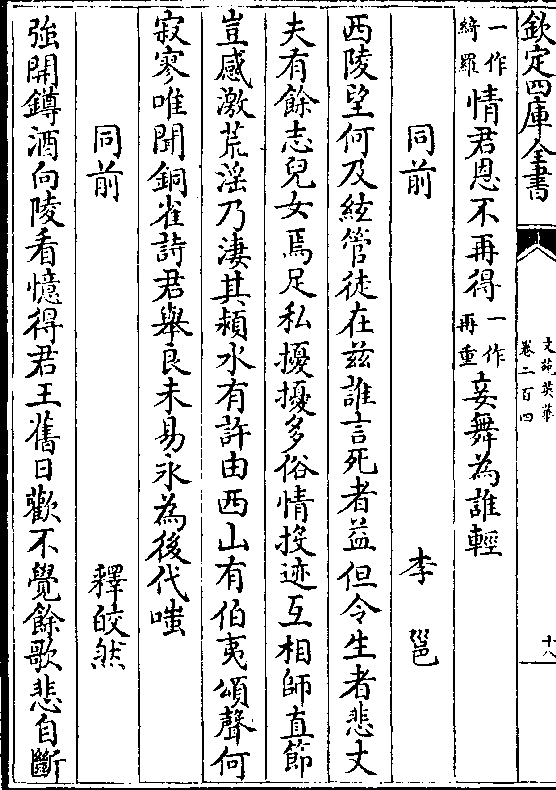 欽定四庫全書
文苑英華
卷二百四
十八
一作綺羅情君恩不再得一作再重妾舞為誰輕
同前 李邕
西陵望何及絃管徒在兹誰言死者益但令生者悲丈
夫有餘志兒女焉足私擾擾多俗情投迹互相師直節
豈感激荒淫乃淒其潁水有許由西山有伯夷頌聲何
寂寥唯聞銅雀詩君舉良未易永為後代嗤
同前 釋皎然
強開罇酒向陵看憶得君王舊日歡不覺餘歌悲自斷